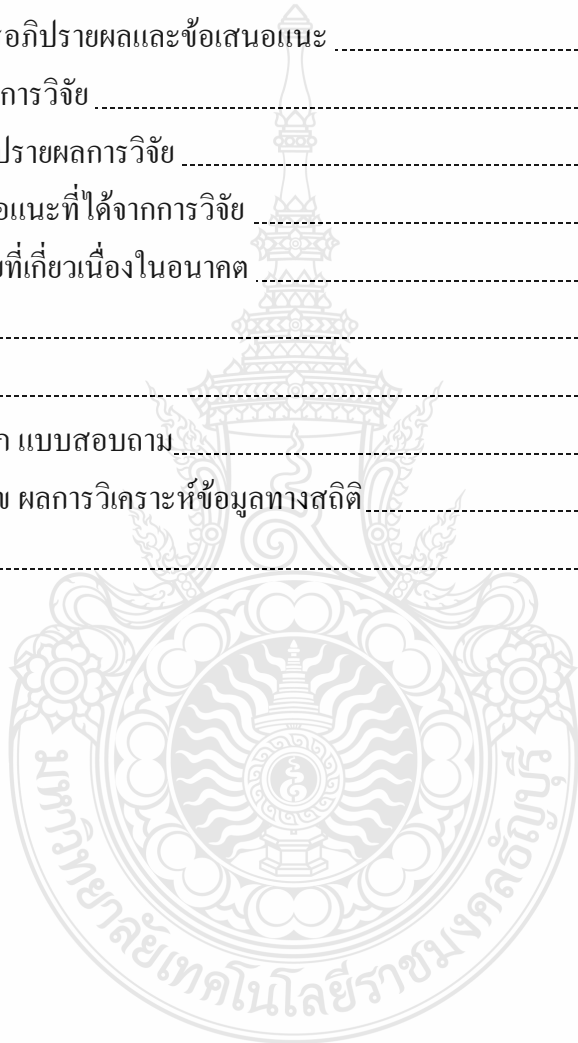 รอภิปรายผลและข้อเสนอแนะ
การวิจัย
ปรายผลการวิจัย
อแนะที่ได้จากการวิจัย
ยที่เกี่ยวเนื่องในอนาคต
ก แบบสอบถาม
ข ผลการวิเคราะห์ข้อมูลทางสถิติ
มหาวิทยาลัยเทคโนโลยีราชมงคลธัญบุรี